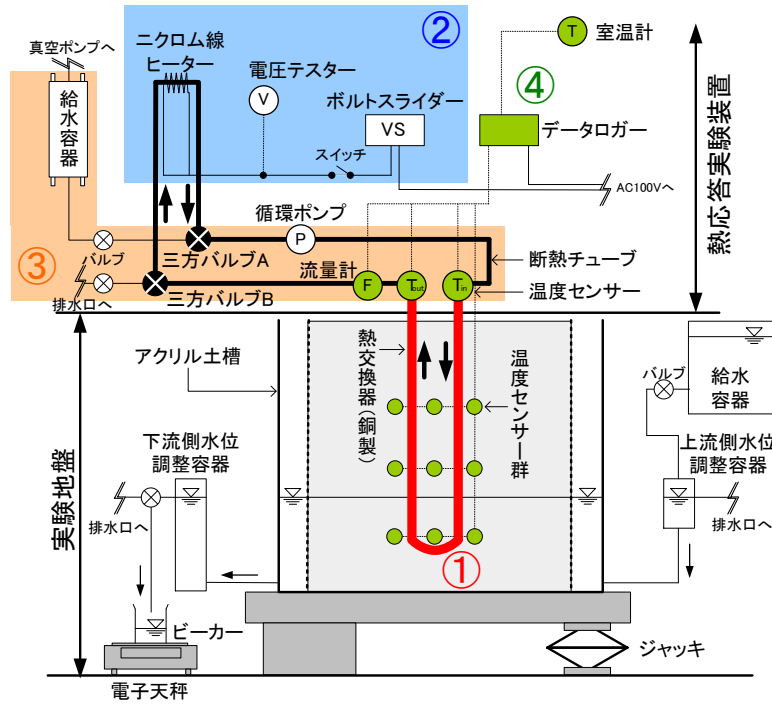 真空ポンプへ
ニクロム線
ヒーター
②
電圧テスター
V
ボルトスライダー
VS
スイッチ
T
室温計
④
データロガー
AC100Vへ
熱応答実験装置
給水容器
③
バルブ
排水口へ
三方バルブA
三方バルブB
循環ポンプ
P
流量計
F
Tout
Tin
断熱チューブ
温度センサー
実験地盤
アクリル土槽
熱交換器(銅製)
温度センサー群
①
下流側水位
調整容器
排水口へ
ビーカー
電子天秤
バルブ
給水
容器
上流側水位
調整容器
排水口へ
ジャッキ